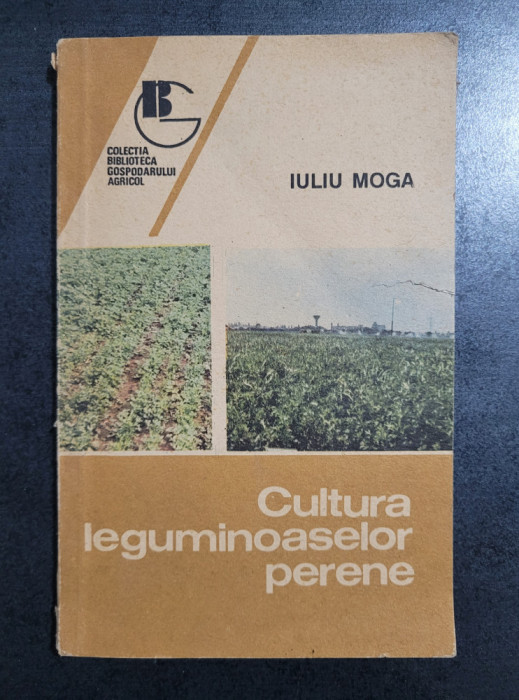 BG
COLECTIA
BIBLIOTECA
GOSPODARULUI
AGRICOL
IULIU MOGA
Cultura
leguminoaselor
perene